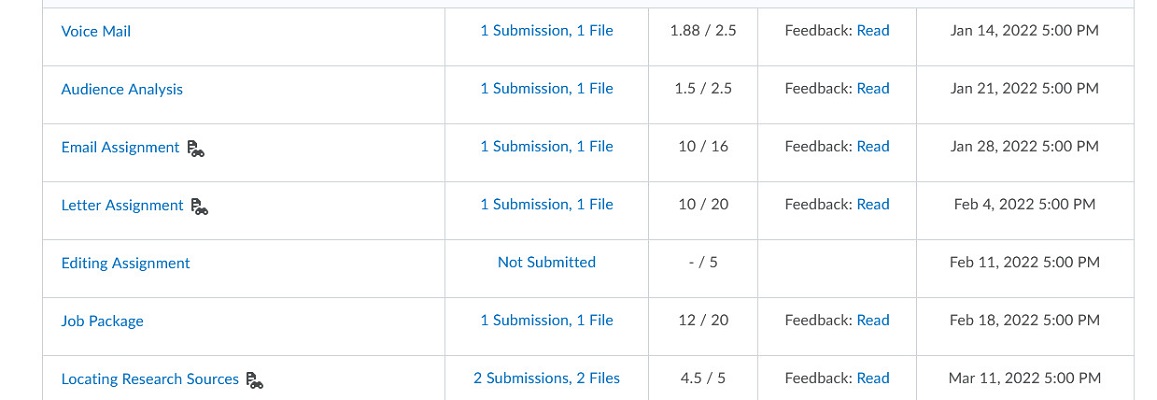 Voice Mail 1 Submission, 1 File 1.88 / 2.5 Feedback: Read Jan 14, 2022 5:00 PM
Audience Analysis 1 Submission, 1 File 1.5 / 2.5 Feedback: Read Jan 21, 2022 5:00 PM
Email Assignment 1 Submission, 1 File 10 / 16 Feedback: Read Jan 28, 2022 5:00 PM
Letter Assignment 1 Submission, 1 File 10 / 20 Feedback: Read Feb 4, 2022 5:00 PM
Editing Assignment Not Submitted - / 5 Feb 11, 2022 5:00 PM
Job Package 1 Submission, 1 File 12 / 20 Feedback: Read Feb 18, 2022 5:00 PM
Locating Research Sources 2 Submissions, 2 Files 4.5 / 5 Feedback: Read Mar 11, 2022 5:00 PM